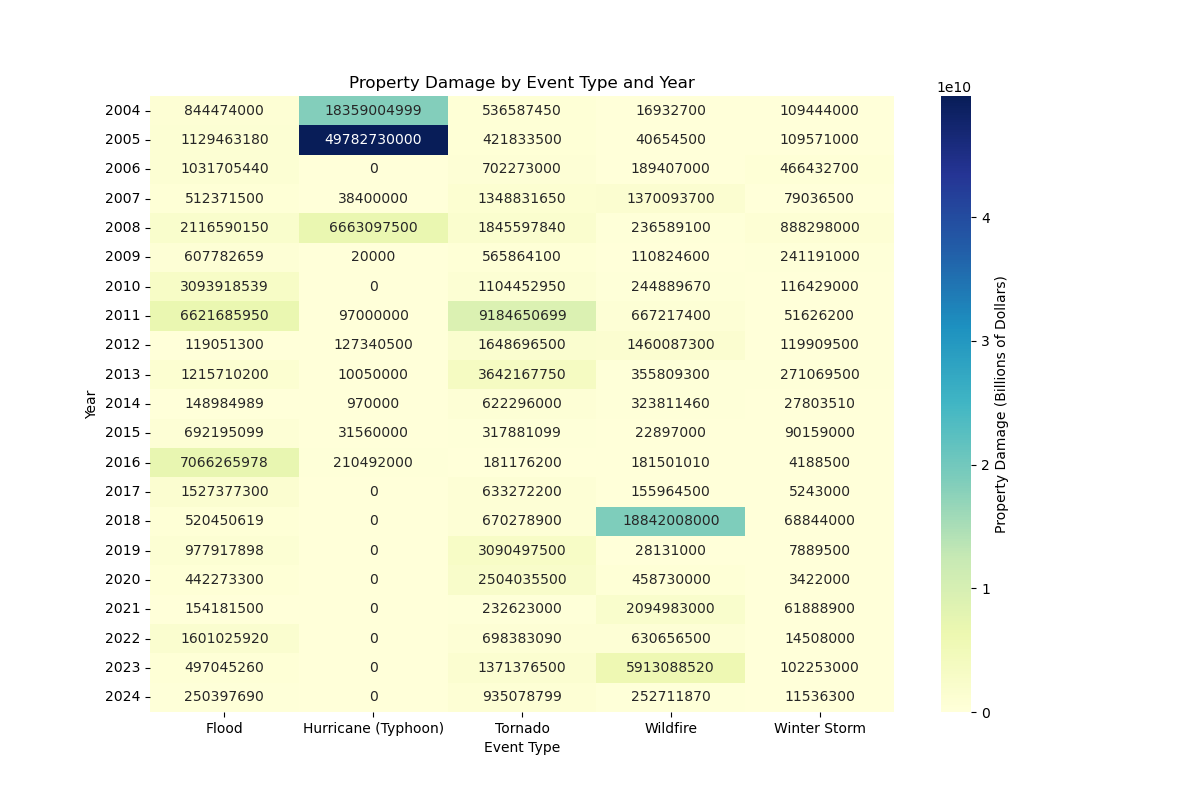 Property Damage by Event Type and Year
1e10
2004 844474000 18359004999 536587450 16932700 109444000
2005 1129463180 49782730000 421833500 40654500 109571000
2006 1031705440 0 702273000 189407000 466432700
2007 512371500 38400000 1348831650 1370093700 79036500
2008 2116590150 6663097500 1845597840 236589100 888298000
2009 607782659 20000 565864100 110824600 241191000
2010 3093918539 0 1104452950 244889670 116429000
2011 6621685950 97000000 9184650699 667217400 51626200
2012 119051300 127340500 1648696500 1460087300 119909500
2013 1215710200 10050000 3642167750 355809300 271069500
2014 148984989 970000 622296000 323811460 27803510
2015 692195099 31560000 317881099 22897000 90159000
2016 7066265978 210492000 181176200 181501010 4188500
2017 1527377300 0 633272200 155964500 5243000
2018 520450619 0 670278900 18842008000 68844000
2019 977917898 0 3090497500 28131000 7889500
2020 442273300 0 2504035500 458730000 3422000
2021 154181500 0 232623000 2094983000 61888900
2022 1601025920 0 698383090 630656500 14508000
2023 497045260 0 1371376500 5913088520 102253000
2024 250397690 0 935078799 252711870 11536300
Flood Hurricane (Typhoon) Tornado Wildfire Winter Storm
Event Type
Year
4
3
2
1
0
Property Damage (Billions of Dollars)